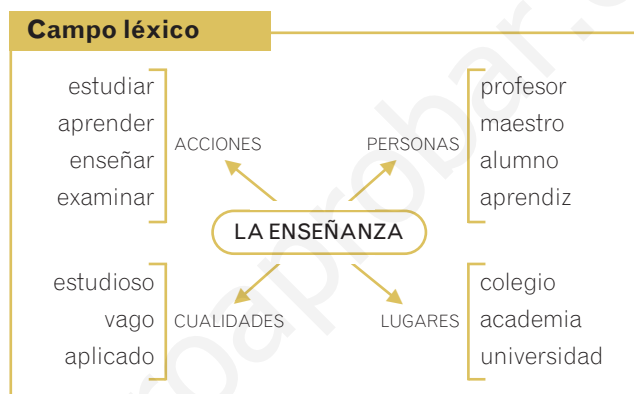 Campo léxico
estudiar
aprender
enseñar
examinar
ACCIONES
PERSONAS
profesor
maestro
alumno
aprendiz
LA ENSEÑANZA
estudioso
vago
aplicado
CUALIDADES
LUGARES
colegio
academia
universidad